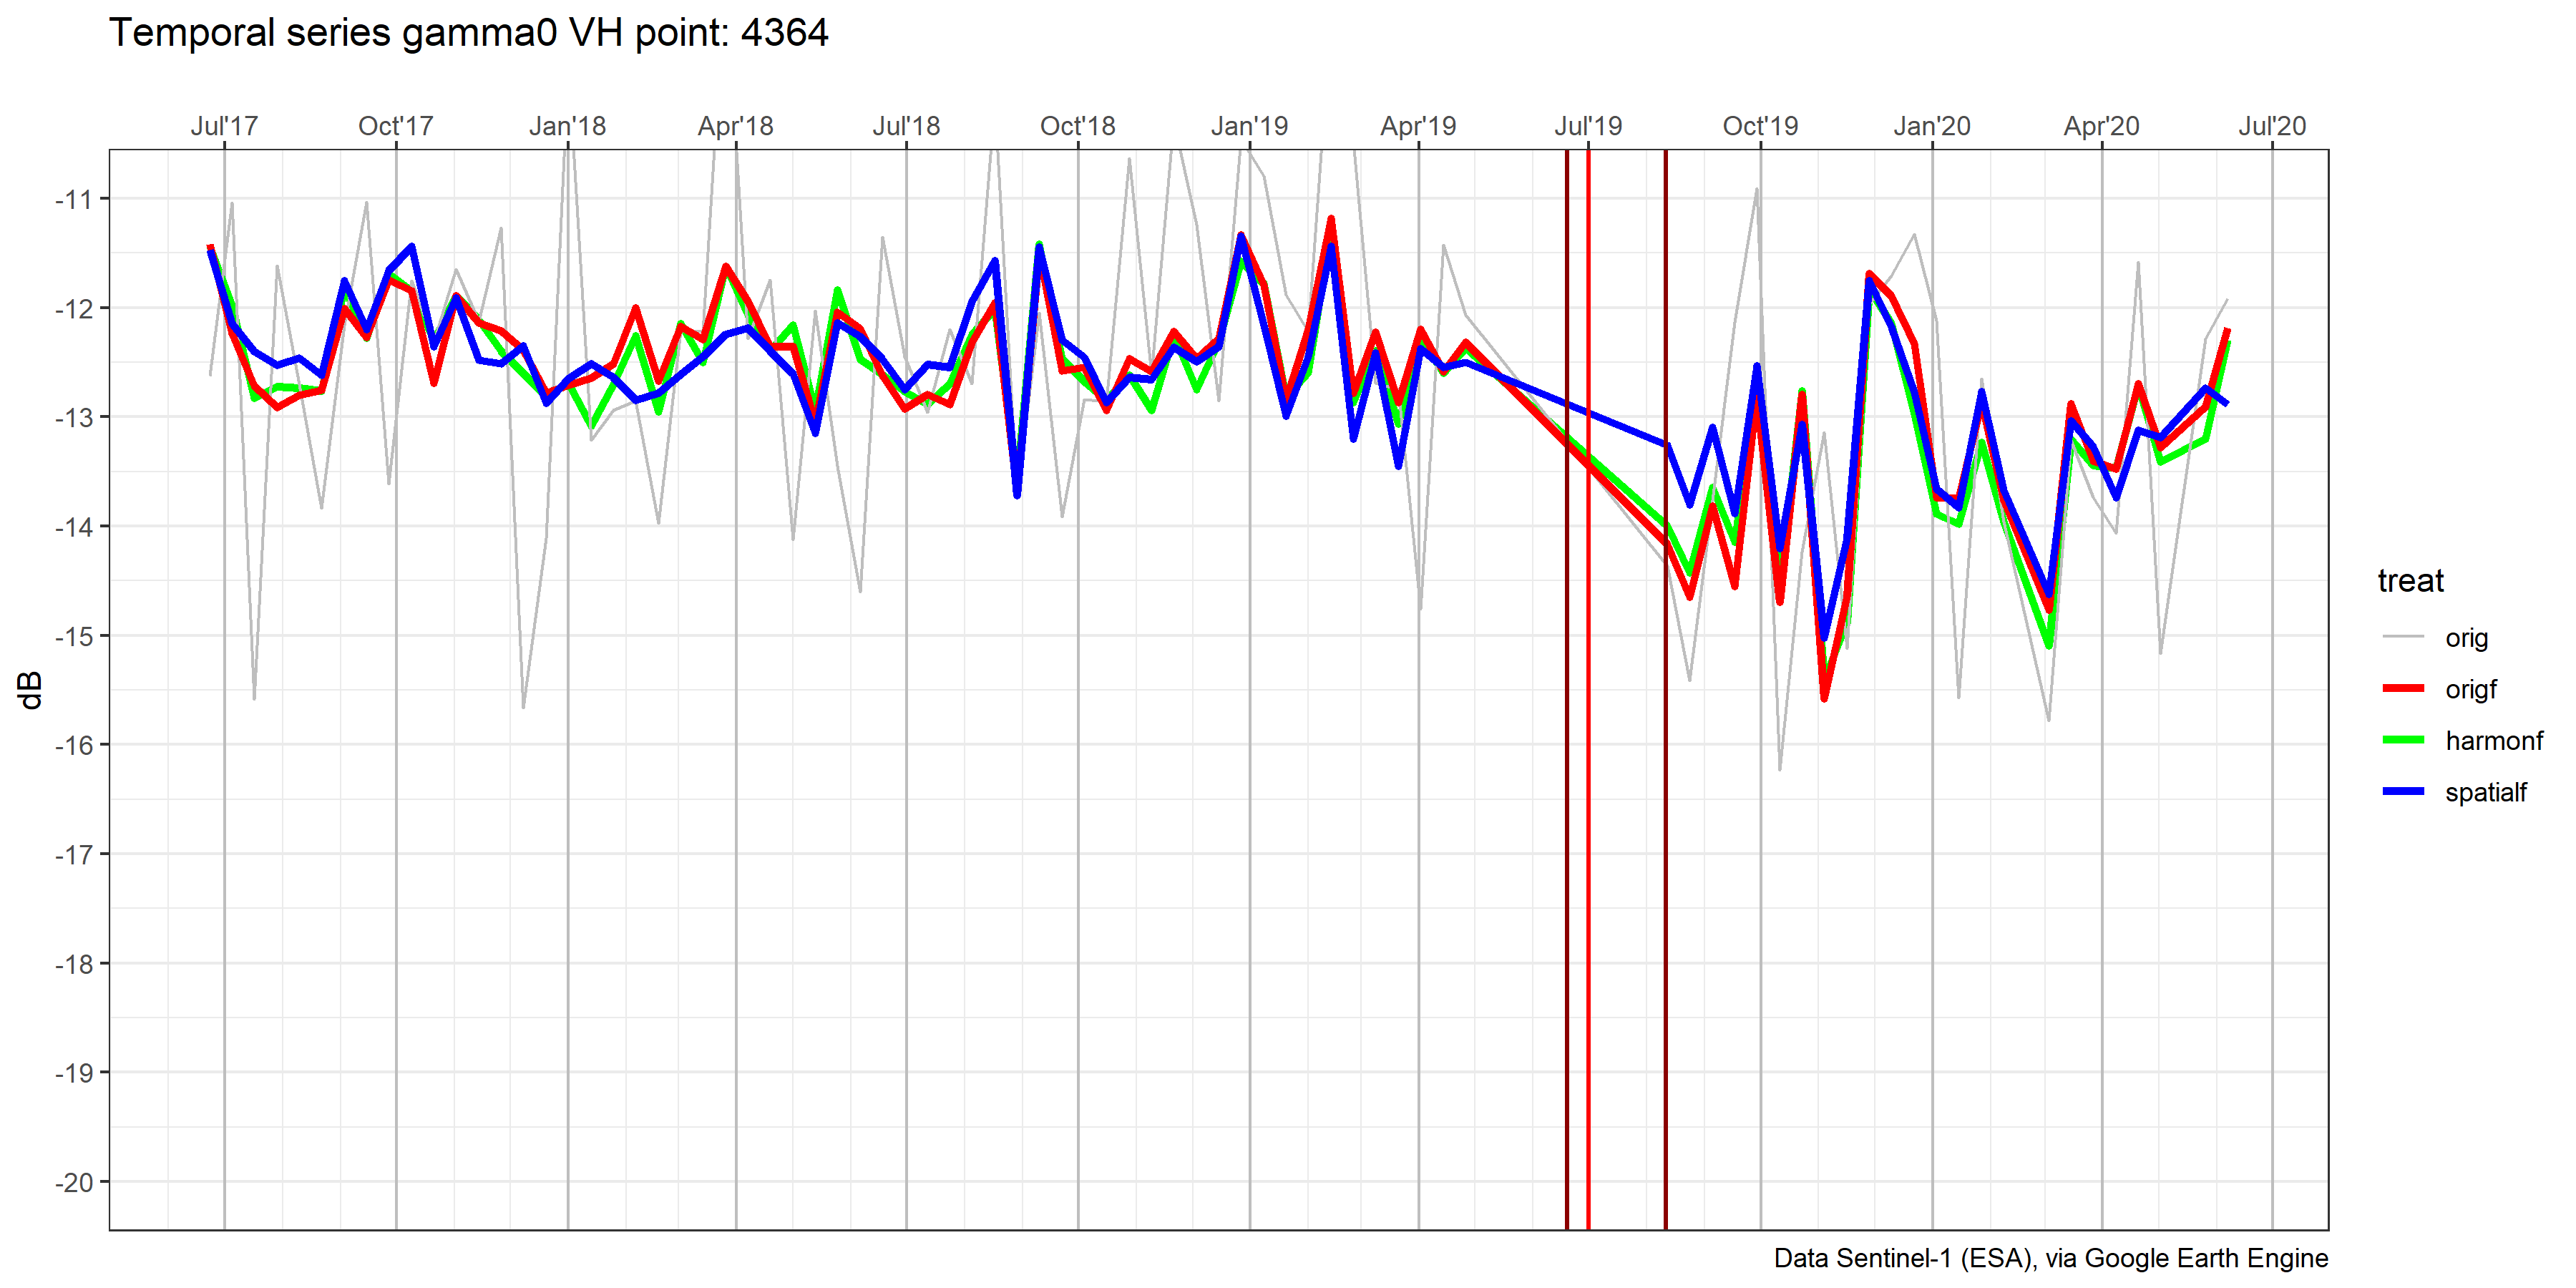 Temporal series gamma0 VH point: 4364
Jul'17 Oct'17 Jan'18 Apr'18 Jul'18 Oct'18 Jan'19 Apr'19 Jul'19 Oct'19 Jan'20 Apr'20 Jul'20
-11
-12
-13
-14
-15
-16
-17
-18
-19
-20
dB
treat
orig
origf
harmonf
spatialf
Data Sentinel-1 (ESA), via Google Earth Engine